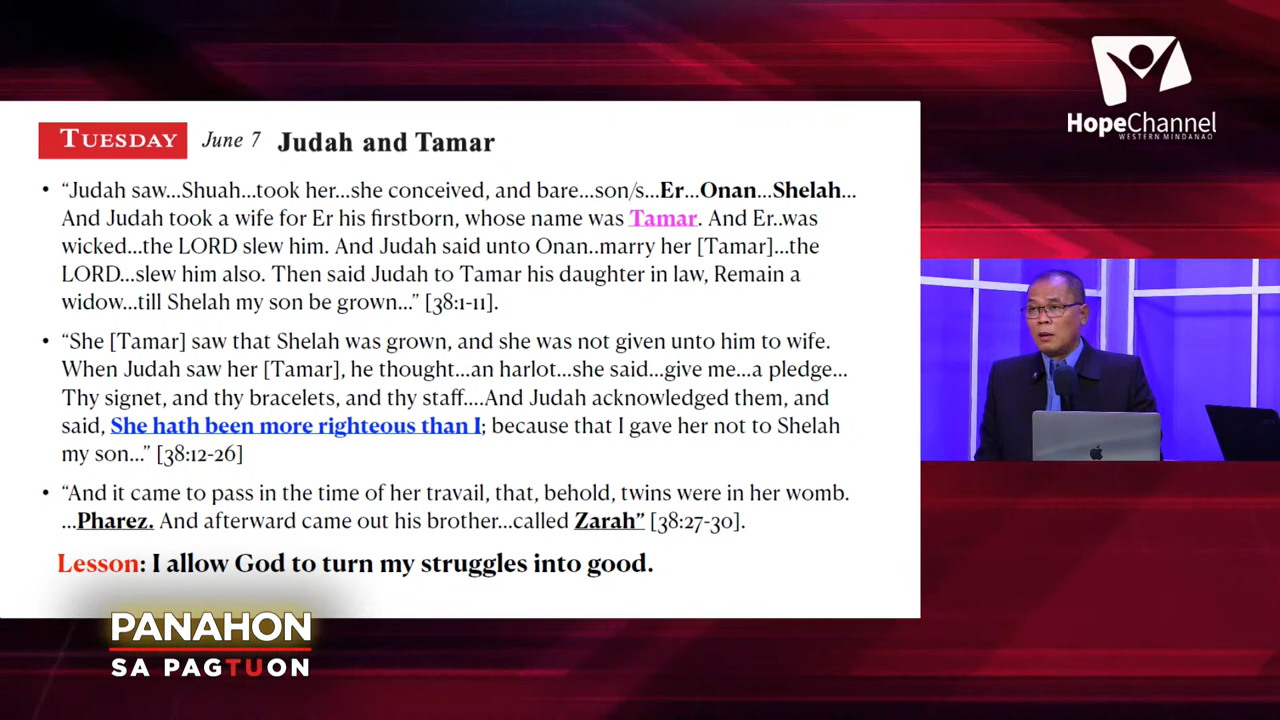 HopeChannel
WESTERN MINDANAO
TUESDAY June 7 Judah and Tamar
• “Judah saw...Shuah...took her...she conceived, and bare...son/s...Er...Onan...Shelah...
And Judah took a wife for Er his firstborn, whose name was Tamar. And Er..was
wicked...the LORD slew him. And Judah said unto Onan..marry her [Tamar]...the
LORD...slew him also. Then said Judah to Tamar his daughter in law, Remain a
widow...till Shelah my son be grown...” [38:1-11].
• “She [Tamar] saw that Shelah was grown, and she was not given unto him to wife.
When Judah saw her [Tamar], he thought...an harlot...she said...give me...a pledge...
Thy signet, and thy bracelets, and thy staff....And Judah acknowledged them, and
said, She hath been more righteous than I; because that I gave her not to Shelah
my son...” [38:12-26]
• “And it came to pass in the time of her travail, that, behold, twins were in her womb.
...Pharez. And afterward came out his brother...called Zarah” [38:27-30].
Lesson: I allow God to turn my struggles into good.
PANAHON
SA PAGTUON